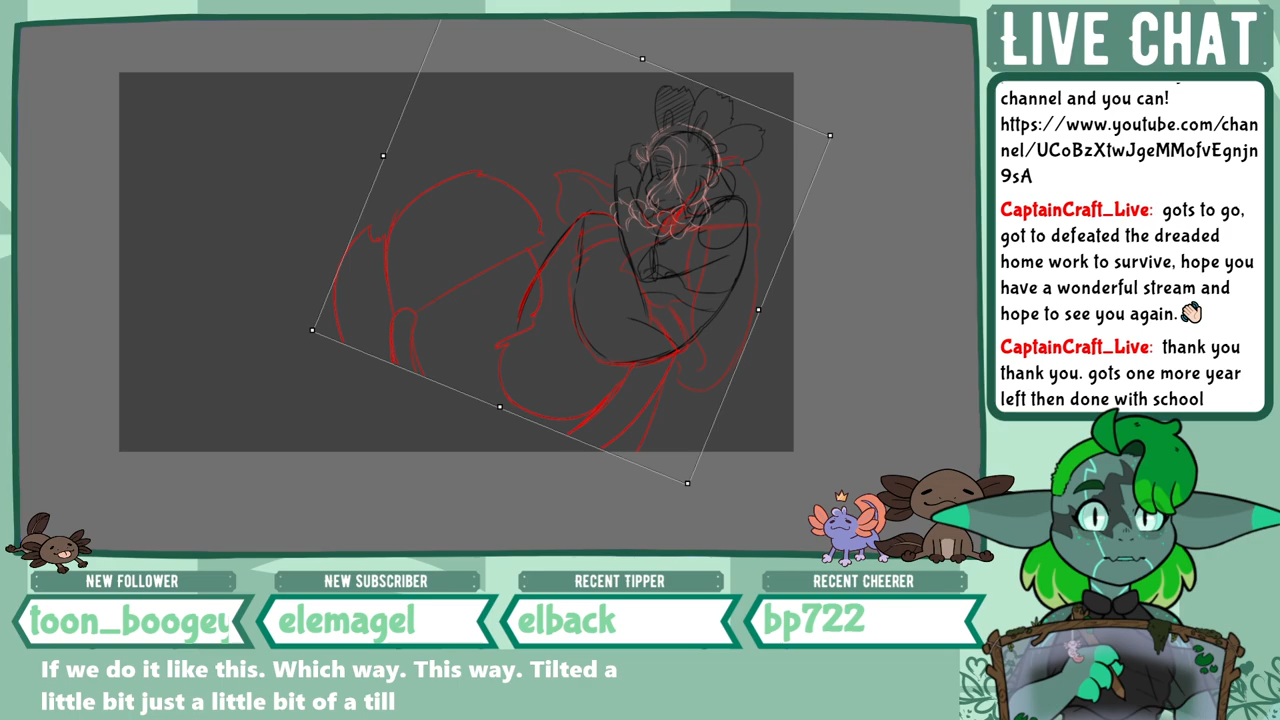 LIVE CHAT
channel and you can!
https://www.youtube.com/chan
nel/UCoBzXtwJgeMMofvEgnjn
9sA
CaptainCraft_Live: gots to go,
got to defeated the dreaded
home work to survive, hope you
have a wonderful stream and
hope to see you again.
CaptainCraft_Live: thank you
thank you. gots one more year
left then done with school
NEW FOLLOWER
toon_boogey
NEW SUBSCRIBER
elemagel
RECENT TIPPER
elback
RECENT CHEERER
bp722
If we do it like this. Which way. This way. Tilted a
little bit just a little bit of a till